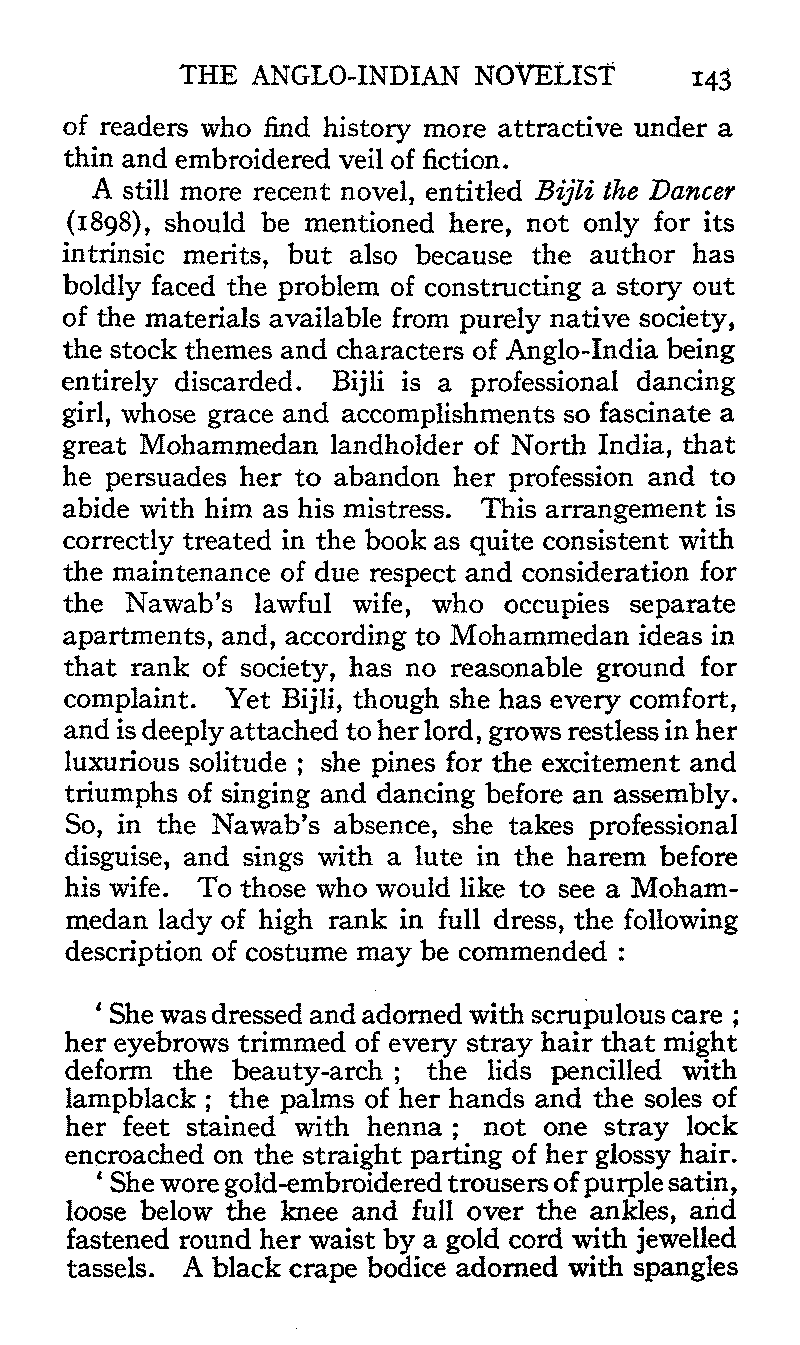 THE ANGLO-INDIAN NOVELIST 143
of readers who find history more attractive under a
thin and embroidered veil of fiction.
A still more recent novel, entitled Bijli the Dancer
(1898), should be mentioned here, not only for its
intrinsic merits, but also because the author has
boldly faced the problem of constructing a story out
of the materials available from purely native society,
the stock themes and characters of Anglo-India being
entirely discarded. Bijli is a professional dancing
girl, whose grace and accomplishments so fascinate a
great Mohammedan landholder of North India, that
he persuades her to abandon her profession and to
abide with him as his mistress. This arrangement is
correctly treated in the book as quite consistent with
the maintenance of due respect and consideration for
the Nawab's lawful wife, who occupies separate
apartments, and, according to Mohammedan ideas in
that rank of society, has no reasonable ground for
complaint. Yet Bijli, though she has every comfort,
and is deeply attached to her lord, grows restless in her
luxurious solitude ; she pines for the excitement and
triumphs of singing and dancing before an assembly.
So, in the Nawab's absence, she takes professional
disguise, and sings with a lute in the harem before
his wife. To those who would like to see a Moham-
medan lady of high rank in full dress, the following
description of costume may be commended :
‘ She was dressed and adorned with scrupulous care ;
her eyebrows trimmed of every stray hair that might
deform the beauty-arch ; the lids pencilled with
lampblack ; the palms of her hands and the soles of
her feet stained with henna ; not one stray lock
encroached on the straight parting of her glossy hair.
‘ She wore gold-embroidered trousers of purple satin,
loose below the knee and full over the ankles, and
fastened round her waist by a gold cord with jewelled
tassels. A black crape bodice adorned with spangles